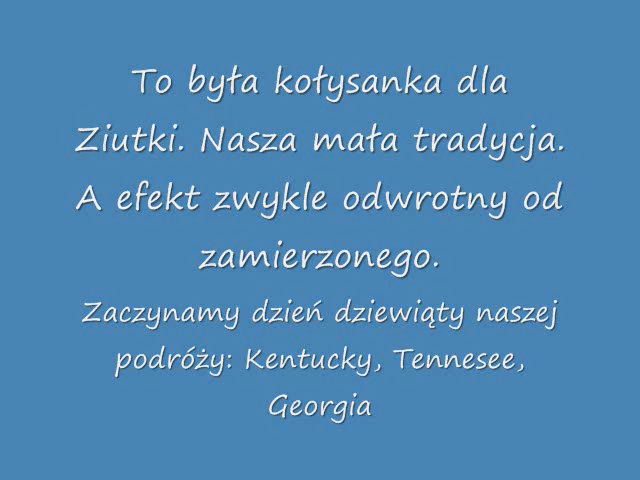 To była kołysanka dla
Ziutki. Nasza mała tradycja.
A efekt zwykle odwrotny od
zamierzonego.
Zaczynamy dzień dziewiąty naszej
podróży: Kentucky, Tennesee,
Georgia